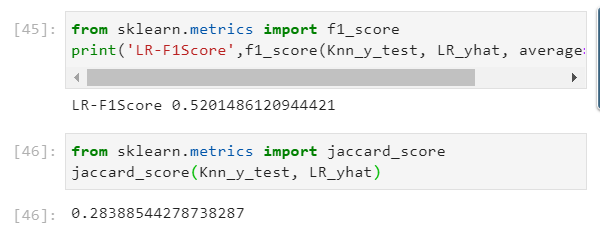 [45]: from sklearn.metrics import f1_score
print('LR-F1Score',f1_score(Knn_y_test, LR_yhat, average=
LR-F1Score 0.5201486120944421
[46]: from sklearn.metrics import jaccard_score
jaccard_score(Knn_y_test, LR_yhat)
[46]: 0.28388544278738287